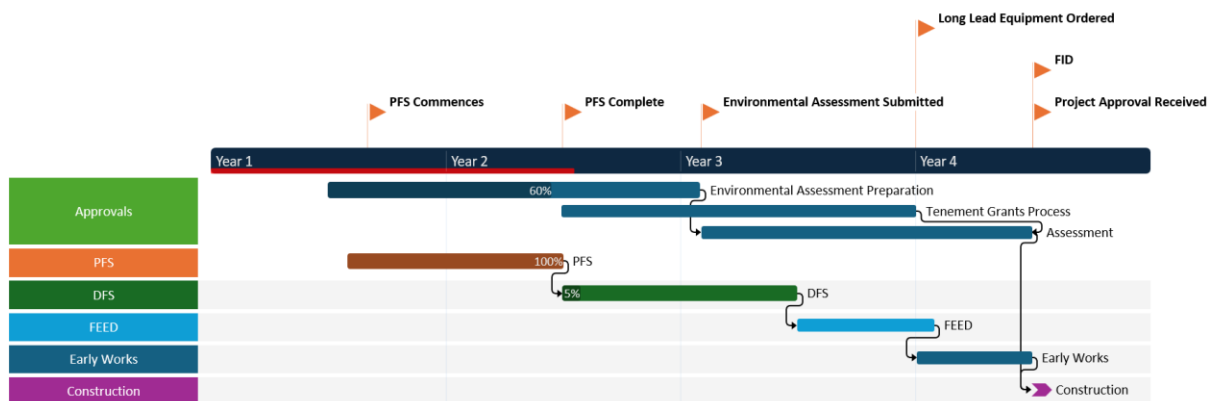 Long Lead Equipment Ordered
FID
PFS Commences
PFS Complete
Environmental Assessment Submitted
Project Approval Received
Year 1
Year 2
Year 3
Year 4
Approvals
60%
Environmental Assessment Preparation
Tenement Grants Process
Assessment
PFS
100%
PFS
DFS
5%
DFS
FEED
FEED
Early Works
Early Works
Construction
Construction